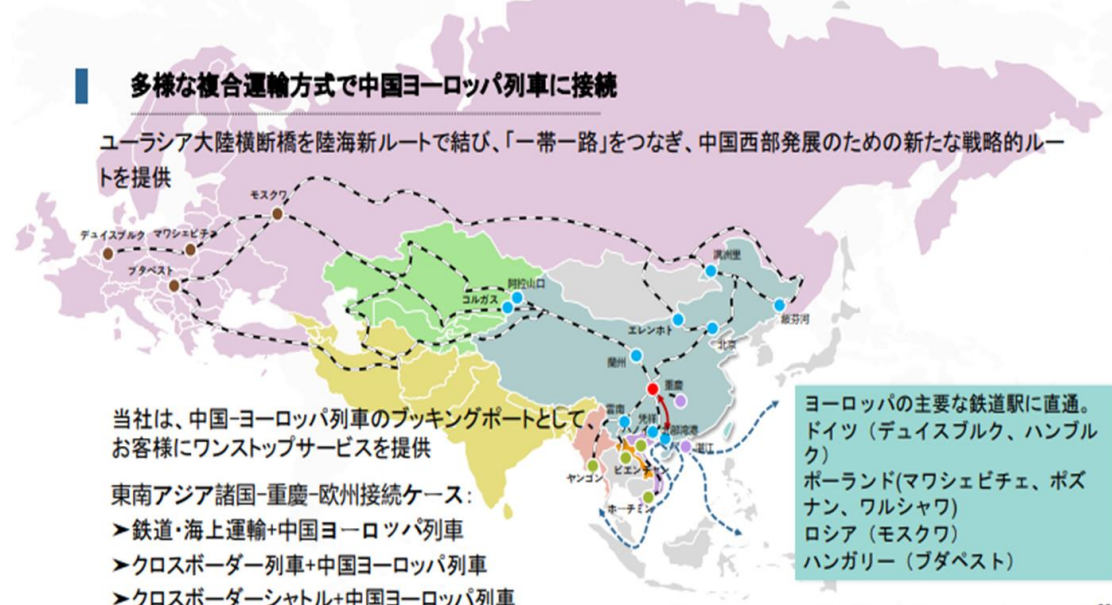 多様な複合運輸方式で中国ヨーロッパ列車に接続
ユーラシア大陸横断橋を陸海新ルートで結び、「一帯一路」をつなぎ、中国西部発展のための新たな戦略的ルー
トを提供
モスクワ
デュイスブルク
マワシェビチェ
ブタペスト
阿拉山口
コルガス
満洲里
綏芬河
エレンホト
北京
蘭州
重慶
雲南
凭祥
ハノイ
部湾港
湛江
ヤンゴン
ビエンチャン
ホーチミン
当社は、中国-ヨーロッパ列車のブッキングポートとして、
お客様にワンストップサービスを提供
東南アジア諸国-重慶-欧州接続ケース:
➤鉄道・海上運輸+中国ヨーロッパ列車
➤クロスボーダー列車+中国ヨーロッパ列車
➤クロスボーダーシャトル+中国ヨーロッパ列車
ヨーロッパの主要な鉄道駅に直通。
ドイツ（デュイスブルク、ハンブル
ク）
ポーランド(マワシェビチェ、ポズ
ナン、ワルシャワ)
ロシア（モスクワ）
ハンガリー（ブダペスト）